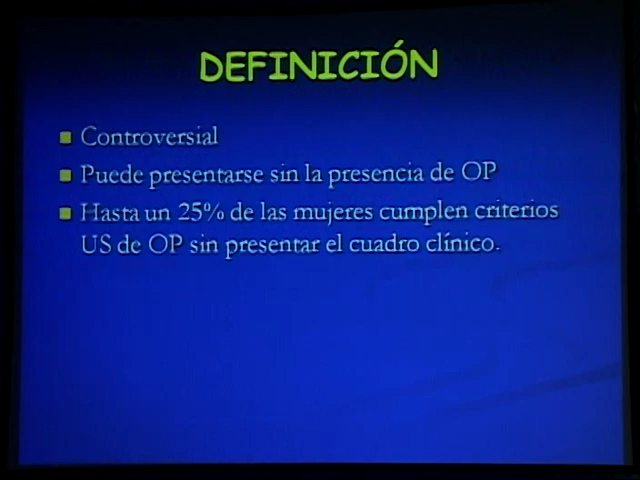 DEFINICIÓN
Controversial
Puede presentarse sin la presencia de OP
Hasta un 25% de las mujeres cumplen criterios
US de OP sin presentar el cuadro clínico.